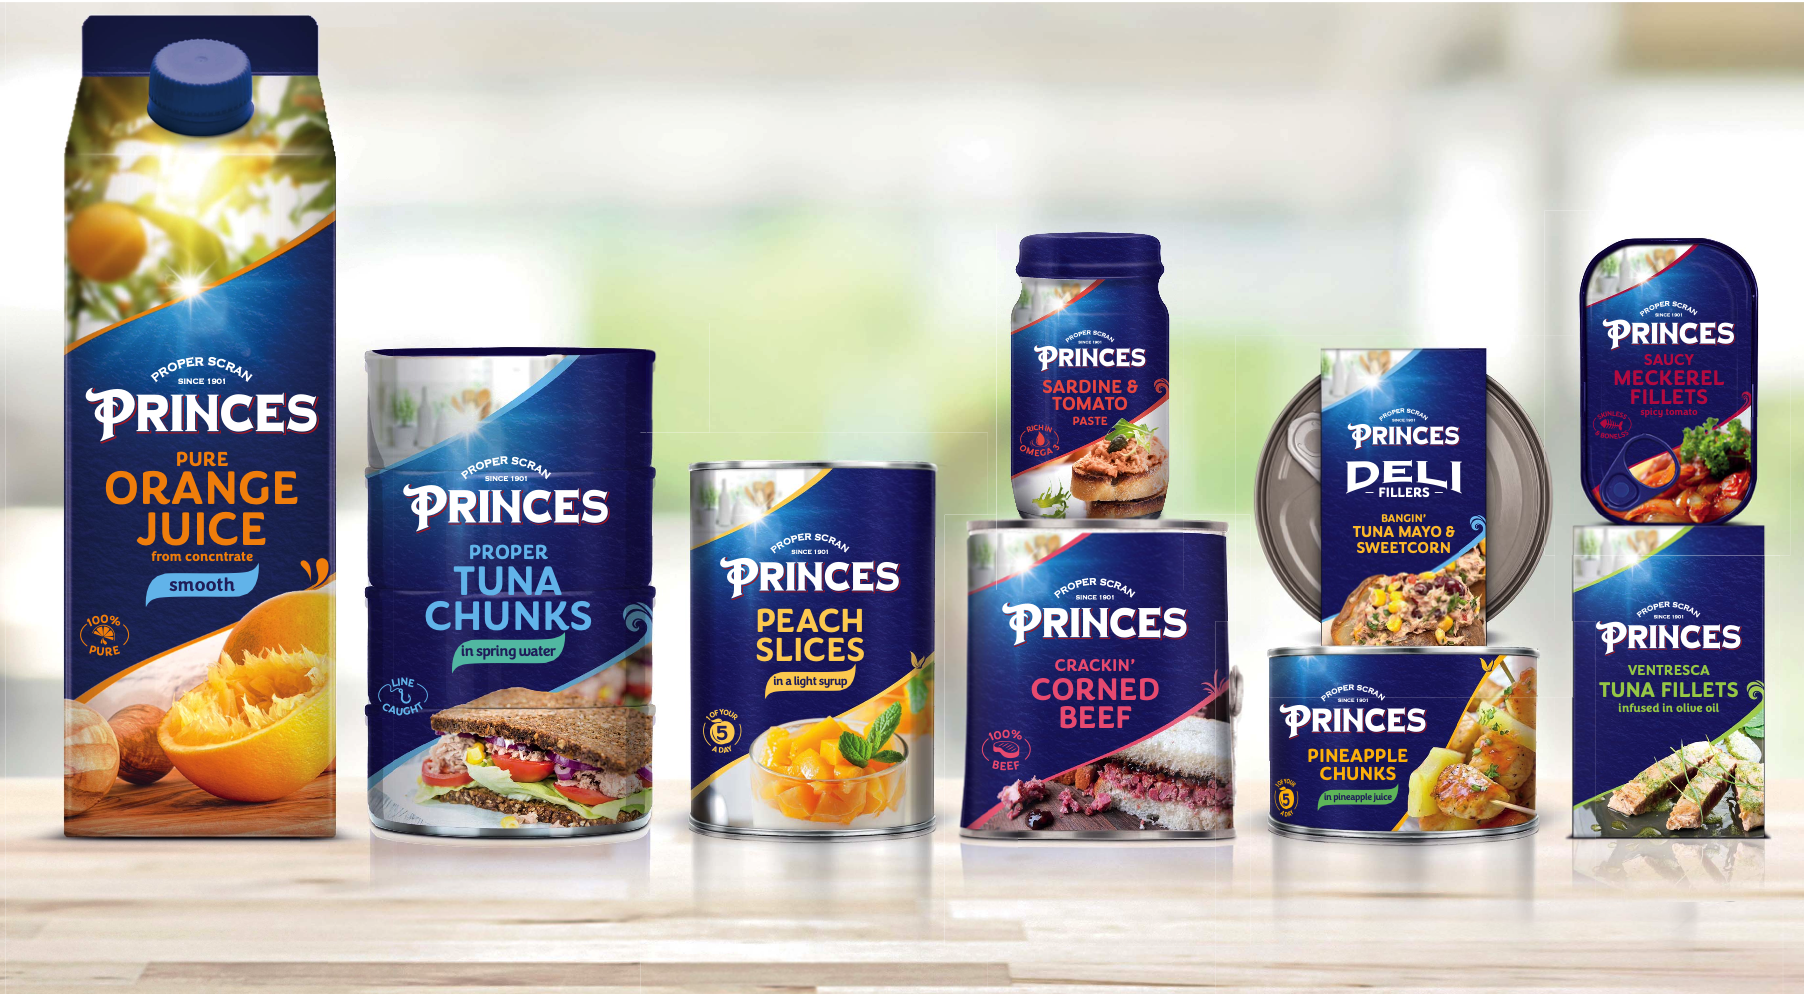 PROPER SCRAN
SINCE 1901
PRINCES
PURE
ORANGE
JUICE
from concntrate
smooth
100%
PURE
PROPER SCRAN
SINCE 1901
PRINCES
PROPER
TUNA
CHUNKS
in spring water
LINE
CAUGHT
PROPER SCRAN
SINCE 1901
PRINCES
PEACH
SLICES
in a light syrup
1 OF YOUR
5
A DAY
PROPER SCRAN
SINCE 1901
PRINCES
SARDINE &
TOMATO
PASTE
RICH IN
OMEGA 3
PROPER SCRAN
SINCE 1901
PRINCES
CRACKIN'
CORNED
BEEF
100%
BEEF
PROPER SCRAN
SINCE 1901
PRINCES
DELI
FILLERS
BANGIN'
TUNA MAYO &
SWEETCORN
PROPER SCRAN
SINCE 1901
PRINCES
PINEAPPLE
CHUNKS
in pineapple juice
1 OF YOUR
5
A DAY
PROPER SCRAN
SINCE 1901
PRINCES
SAUCY
MECKEREL
FILLETS
spicy tomato
SKINLESS
& BONELESS
PROPER SCRAN
SINCE 1901
PRINCES
VENTRESCA
TUNA FILLETS
infused in olive oil